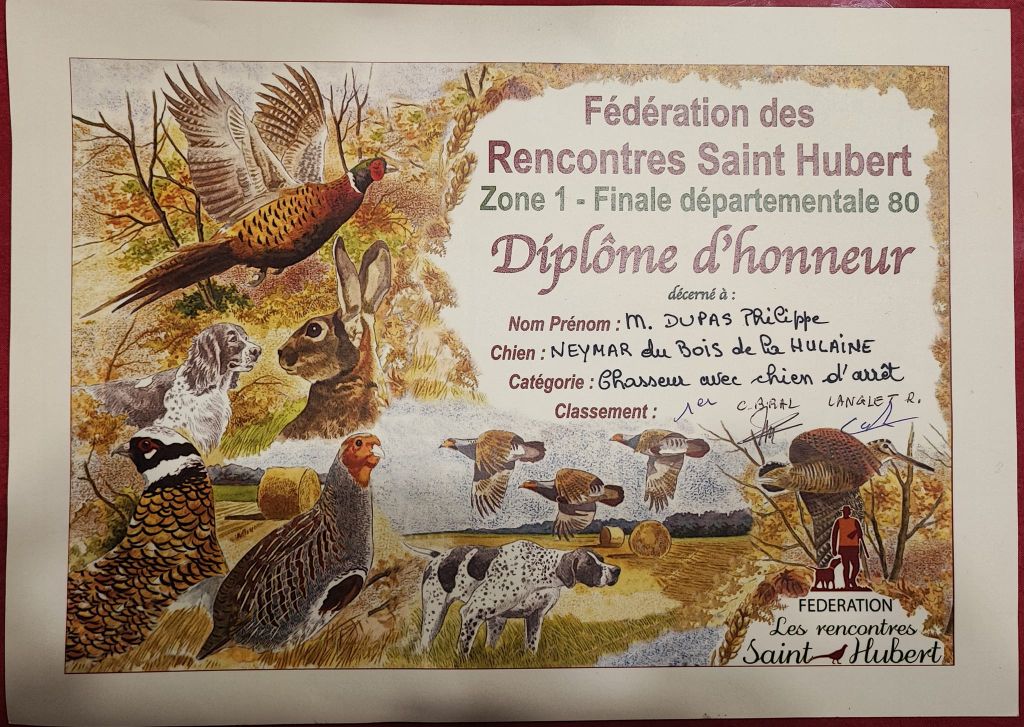 Fédération des
Rencontres Saint Hubert
Zone 1 - Finale départementale 80
Diplôme d'honneur
décerné à :
Nom Prénom : M. DUPAS Philippe
Chien : NEYMAR du Bois de la HULAINE
Catégorie : Chasseur avec chien d'arrêt
Classement : 1er C. BRAL LANGLET R.
FEDERATION
Les rencontres
Saint Hubert